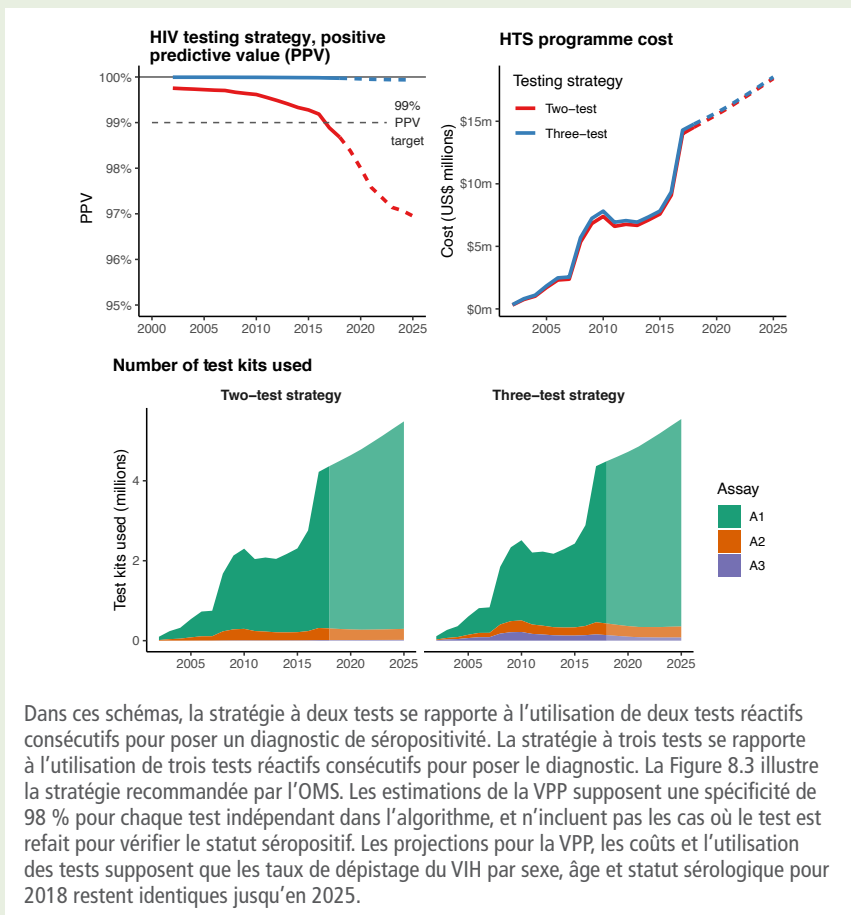 HIV testing strategy, positive
predictive value (PPV)
PPV
100%
99%
98%
97%
96%
95%
99%
PPV
target
2000
2005
2010
2015
2020
2025
HTS programme cost
Cost (US$ millions)
$15m
$10m
$5m
$0m
Testing strategy
Two−test
Three−test
2005
2010
2015
2020
2025
Number of test kits used
Two−test strategy
Three−test strategy
Test kits used (millions)
4
2
0
2005
2010
2015
2020
2025
2005
2010
2015
2020
2025
Assay
A1
A2
A3
Dans ces schémas, la stratégie à deux tests se rapporte à l’utilisation de deux tests réactifs
consécutifs pour poser un diagnostic de séropositivité. La stratégie à trois tests se rapporte
à l’utilisation de trois tests réactifs consécutifs pour poser le diagnostic. La Figure 8.3 illustre
la stratégie recommandée par l’OMS. Les estimations de la VPP supposent une spécificité de
98 % pour chaque test indépendant dans l’algorithme, et n’incluent pas les cas où le test est
refait pour vérifier le statut séropositif. Les projections pour la VPP, les coûts et l’utilisation
des tests supposent que les taux de dépistage du VIH par sexe, âge et statut sérologique pour
2018 restent identiques jusqu’en 2025.